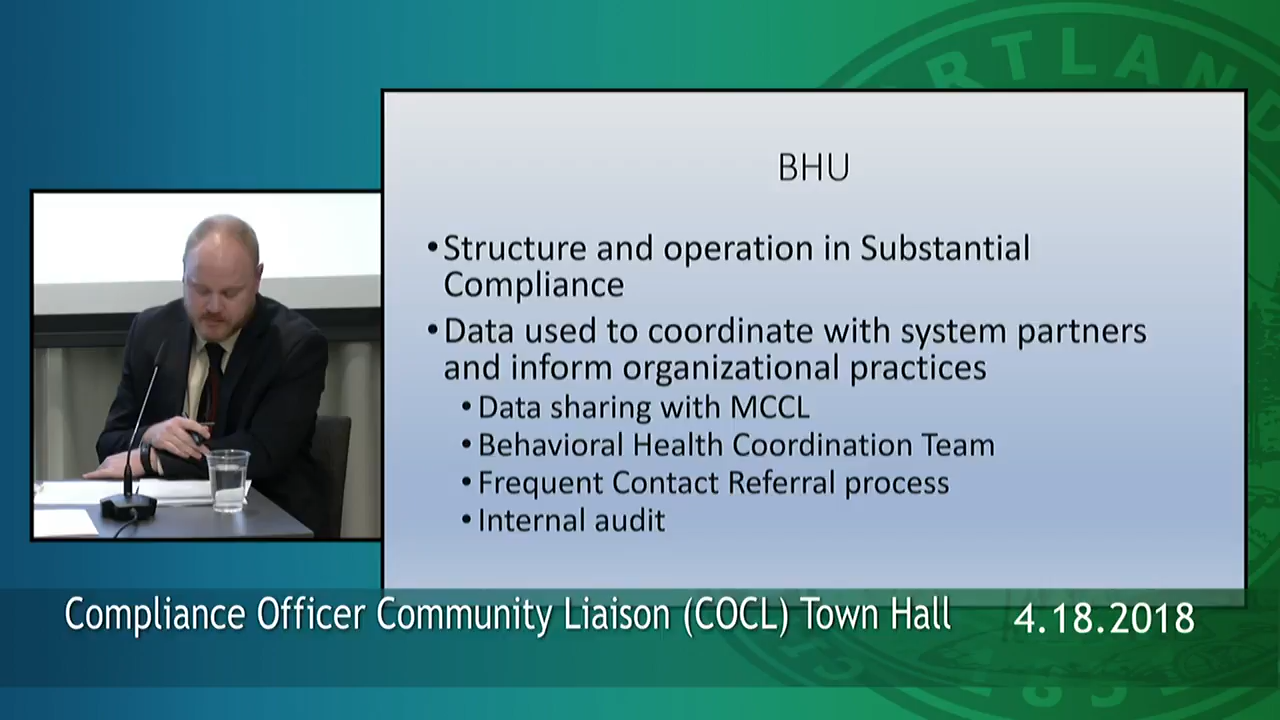 RTLAND
BHU
• Structure and operation in Substantial
Compliance
• Data used to coordinate with system partners
and inform organizational practices
• Data sharing with MCCL
• Behavioral Health Coordination Team
• Frequent Contact Referral process
• Internal audit
Compliance Officer Community Liaison (COCL) Town Hall
4.18.2018